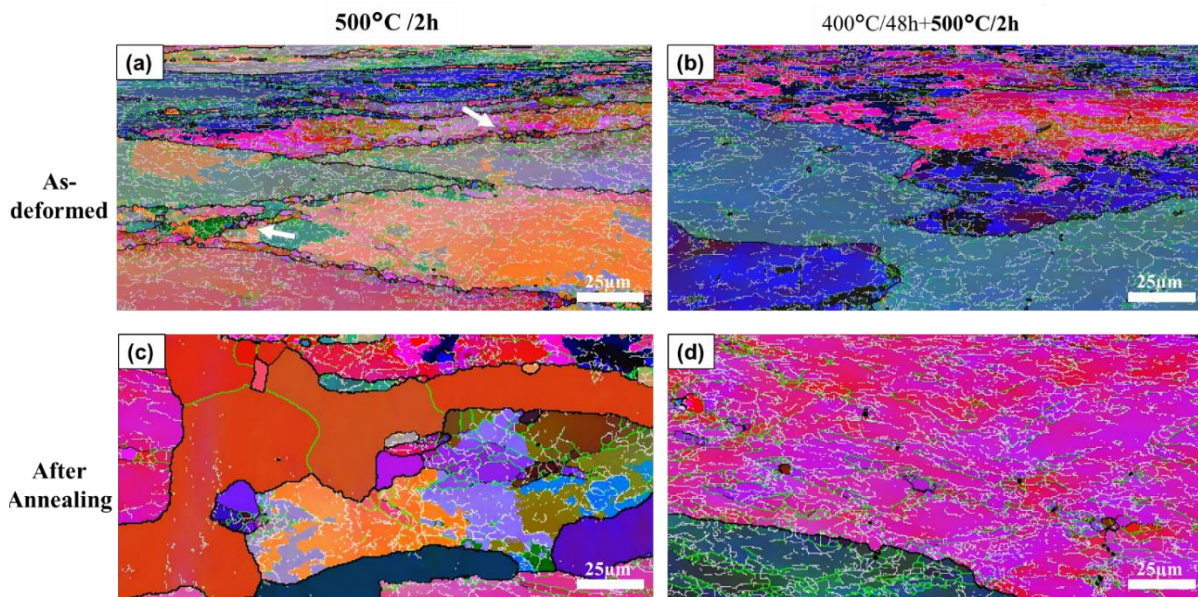 500°C /2h
400°C/48h+500°C/2h
(a)
(b)
As-
deformed
25µm
25µm
(c)
(d)
After
Annealing
25µm
25µm